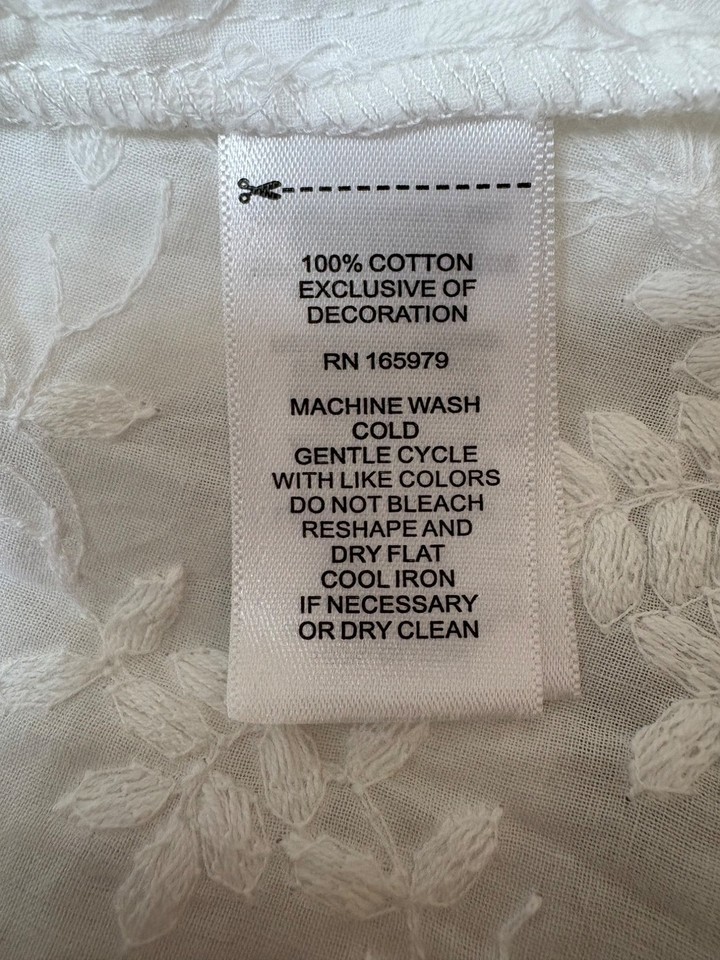 100% COTTON
EXCLUSIVE OF
DECORATION
RN 165979
MACHINE WASH
COLD
GENTLE CYCLE
WITH LIKE COLORS
DO NOT BLEACH
RESHAPE AND
DRY FLAT
COOL IRON
IF NECESSARY
OR DRY CLEAN